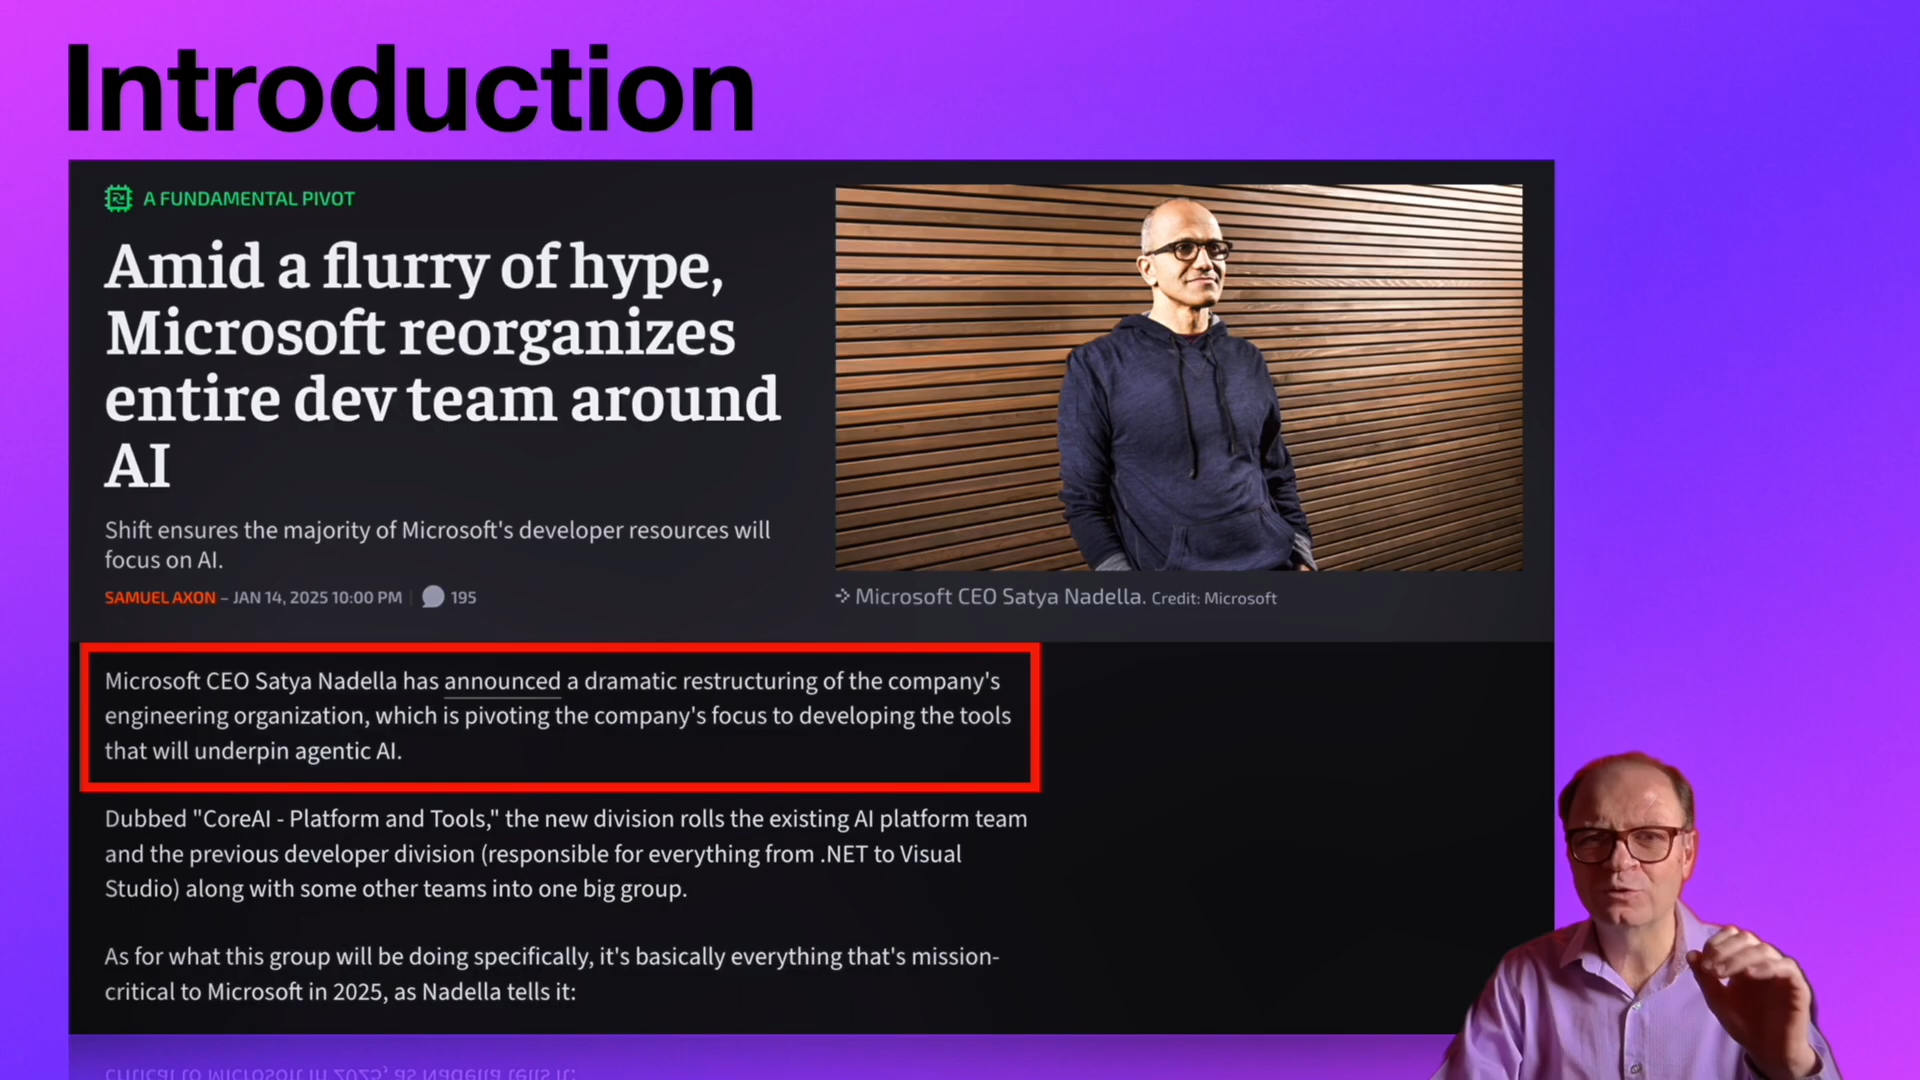 Introduction
A FUNDAMENTAL PIVOT
Amid a flurry of hype,
Microsoft reorganizes
entire dev team around
AI
Shift ensures the majority of Microsoft's developer resources will
focus on AI.
SAMUEL AXON – JAN 14, 2025 10:00 PM | 195
Microsoft CEO Satya Nadella. Credit: Microsoft
Microsoft CEO Satya Nadella has announced a dramatic restructuring of the company's
engineering organization, which is pivoting the company's focus to developing the tools
that will underpin agentic AI.
Dubbed "CoreAI - Platform and Tools," the new division rolls the existing AI platform team
and the previous developer division (responsible for everything from .NET to Visual
Studio) along with some other teams into one big group.
As for what this group will be doing specifically, it's basically everything that's mission-
critical to Microsoft in 2025, as Nadella tells it: